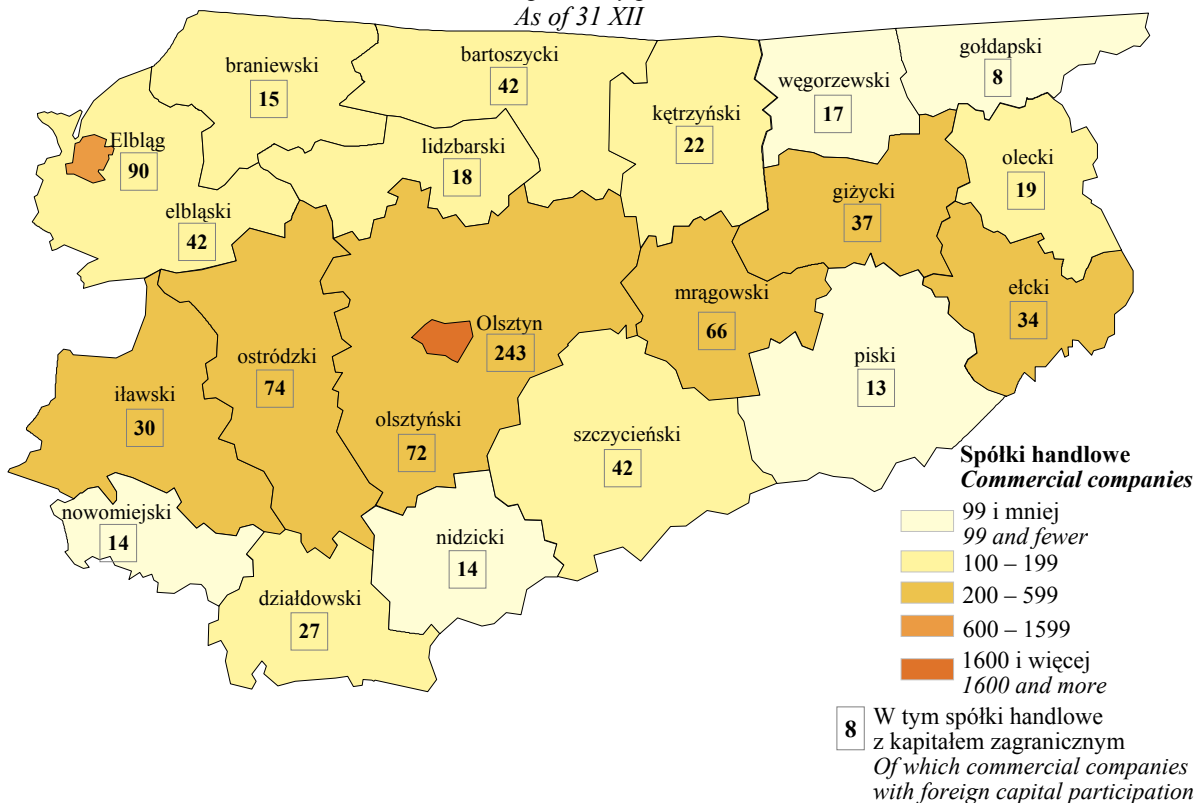 As of 31 XII
braniewski
15
bartoszycki
42
gołdapski
8
węgorzewski
17
kętrzyński
22
Elbląg
90
lidzbarski
18
olecki
19
giżycki
37
elbląski
42
ełcki
34
mrągowski
66
Olsztyn
243
ostródzki
74
piski
13
iławski
30
olsztyński
72
szczycieński
42
nowomiejski
14
nidzicki
14
działdowski
27
Spółki handlowe
Commercial companies
99 i mniej
99 and fewer
100 – 199
200 – 599
600 – 1599
1600 i więcej
1600 and more
8
W tym spółki handlowe
z kapitałem zagranicznym
Of which commercial companies
with foreign capital participation